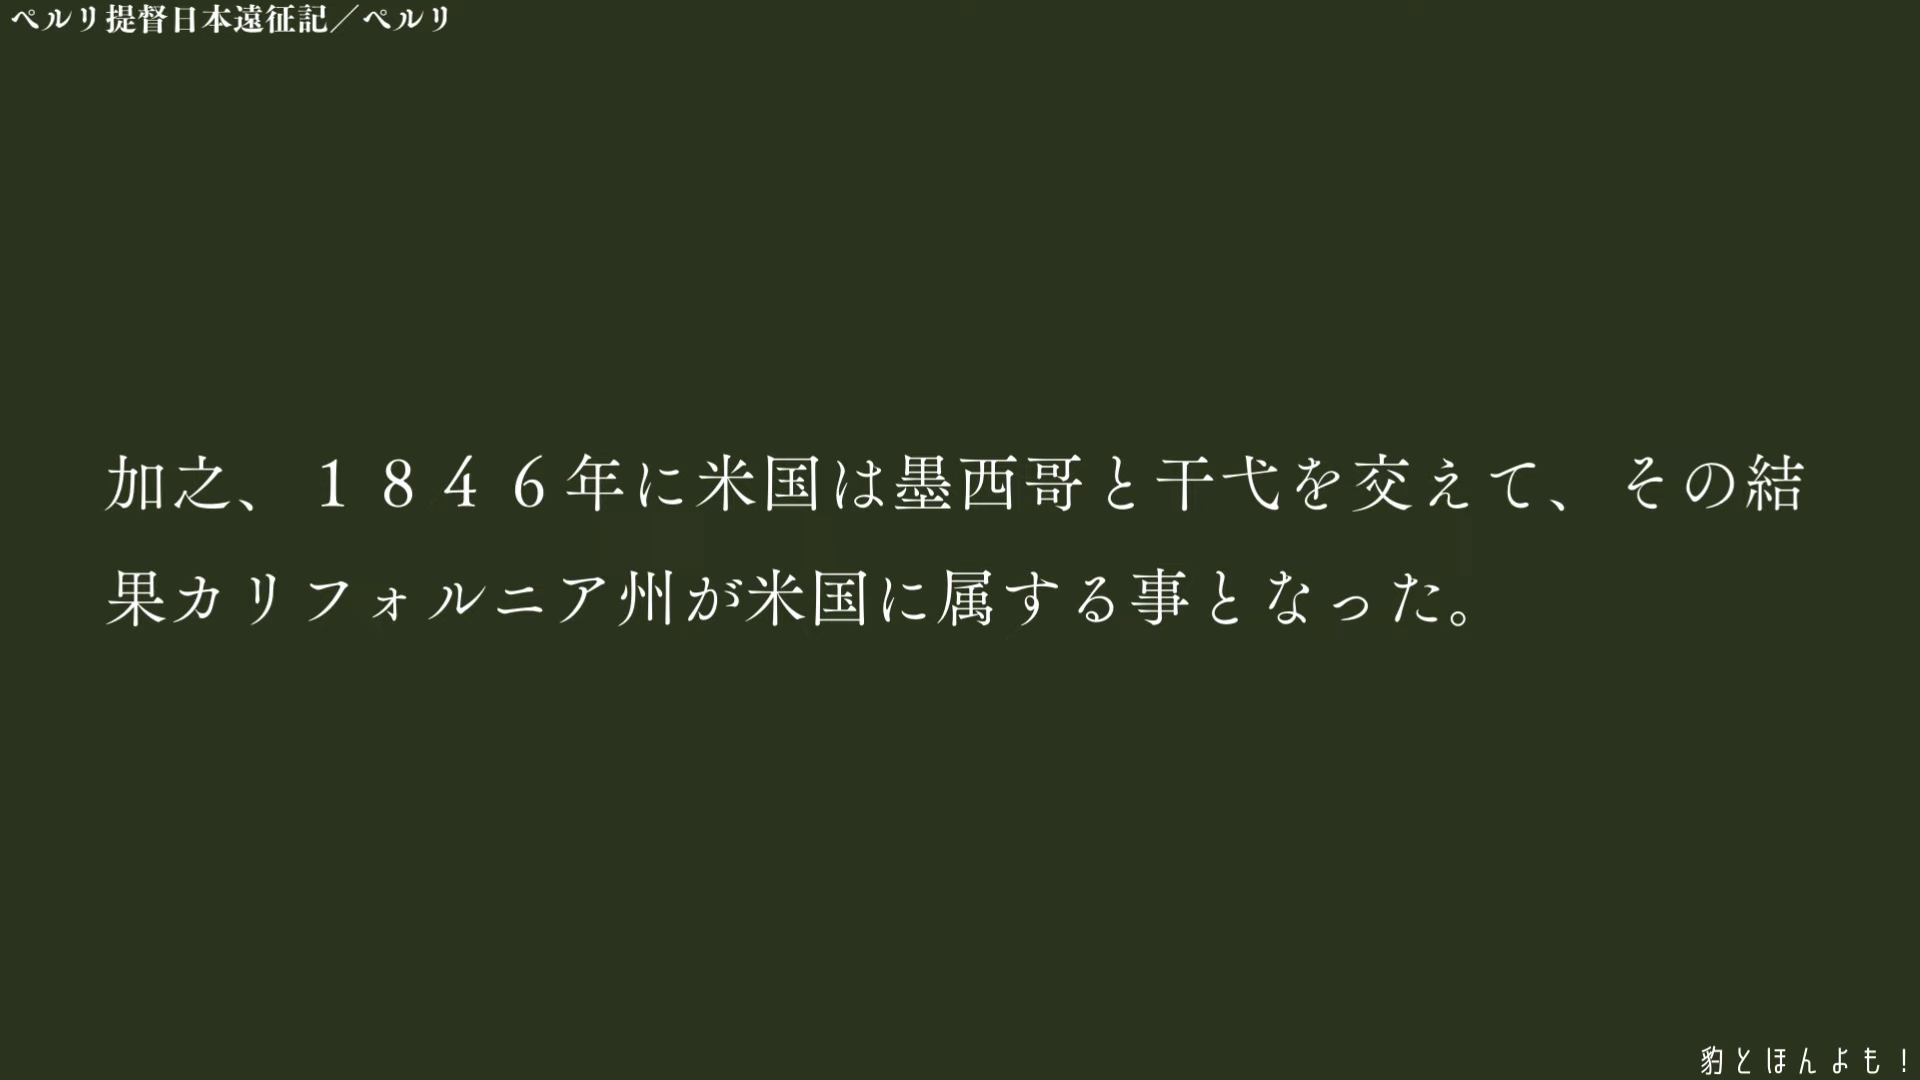 ペルリ提督日本遠征記／ペルリ
加之、１８４６年に米国は墨西哥と干弋を交えて、その結
果カリフォルニア州が米国に属する事となった。
豹とほんよも！